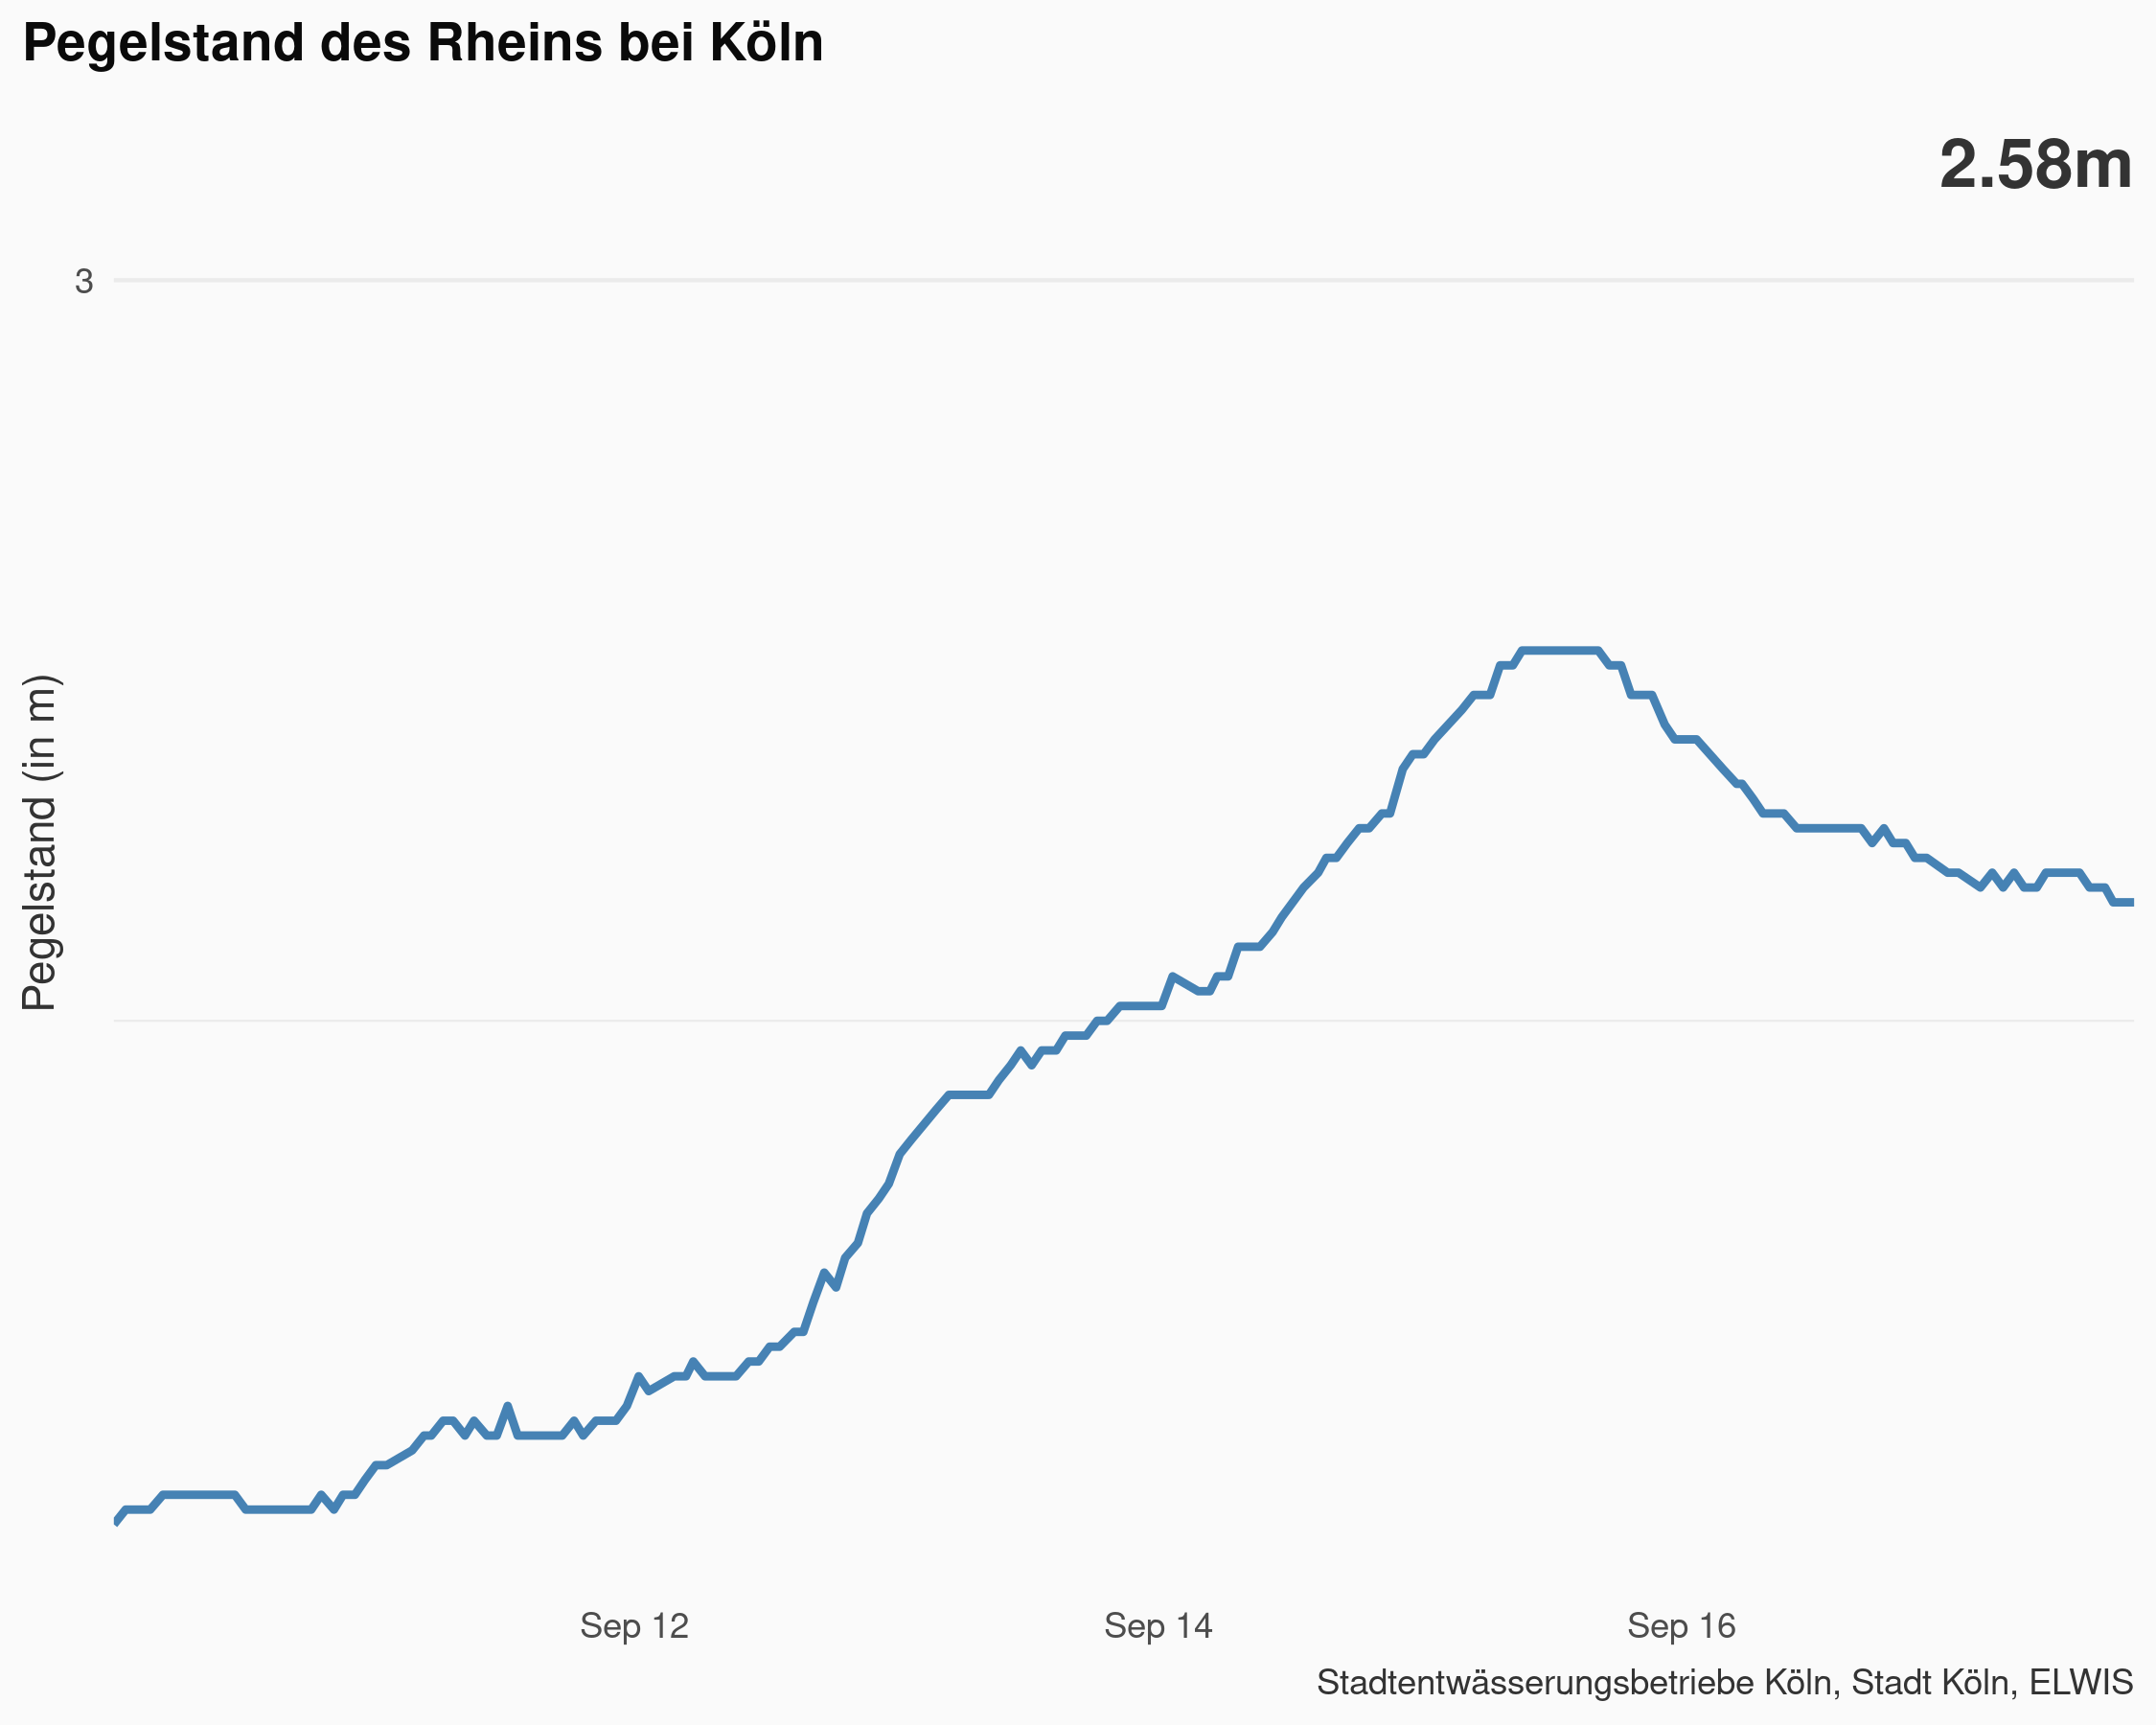 Pegelstand des Rheins bei Köln
2.58m
3
Pegelstand (in m)
Sep 12
Sep 14
Sep 16
Stadtentwässerungsbetriebe Köln, Stadt Köln, ELWIS